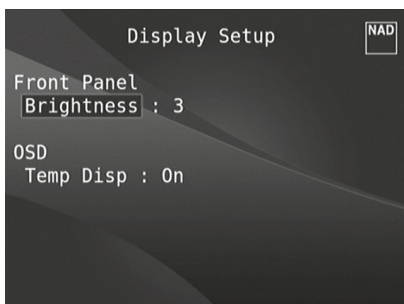 Display Setup
NAD
Front Panel
Brightness : 3
OSD
Temp Disp : On